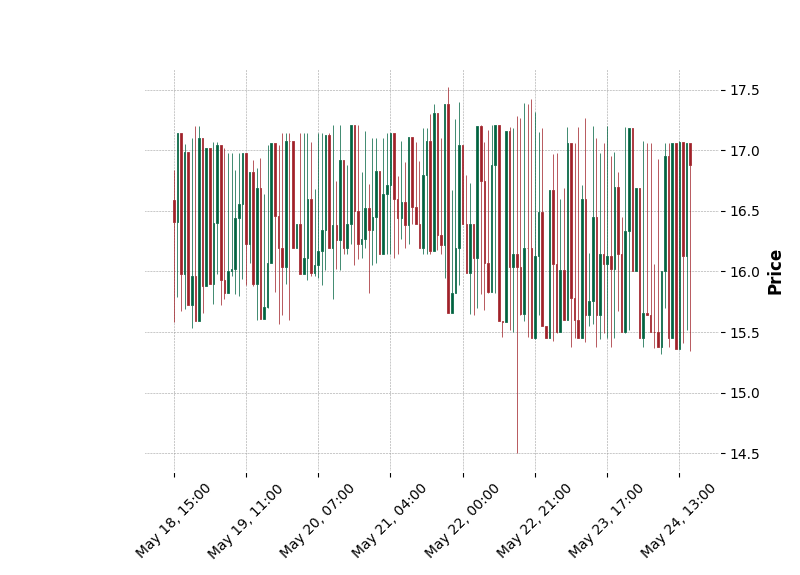 17.5
17.0
16.5
16.0
15.5
15.0
14.5
Price
May 18, 15:00
May 19, 11:00
May 20, 07:00
May 21, 04:00
May 22, 00:00
May 22, 21:00
May 23, 17:00
May 24, 13:00